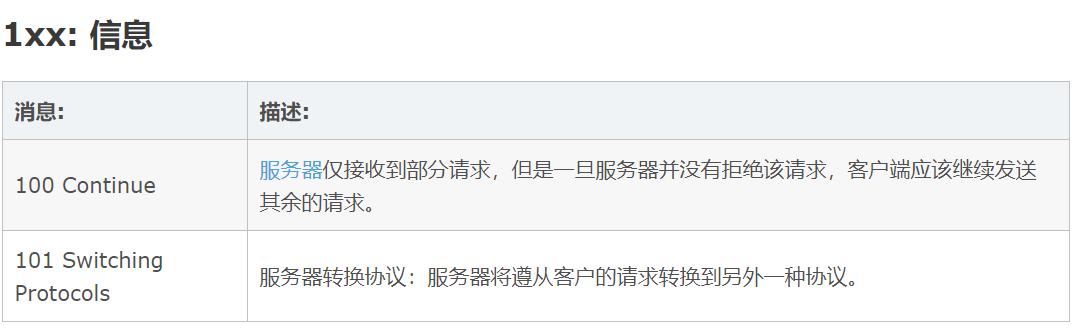 1xx: 信息
消息:
描述:
100 Continue
服务器仅接收到部分请求，但是一旦服务器并没有拒绝该请求，客户端应该继续发送
其余的请求。
101 Switching
Protocols
服务器转换协议：服务器将遵从客户的请求转换到另外一种协议。